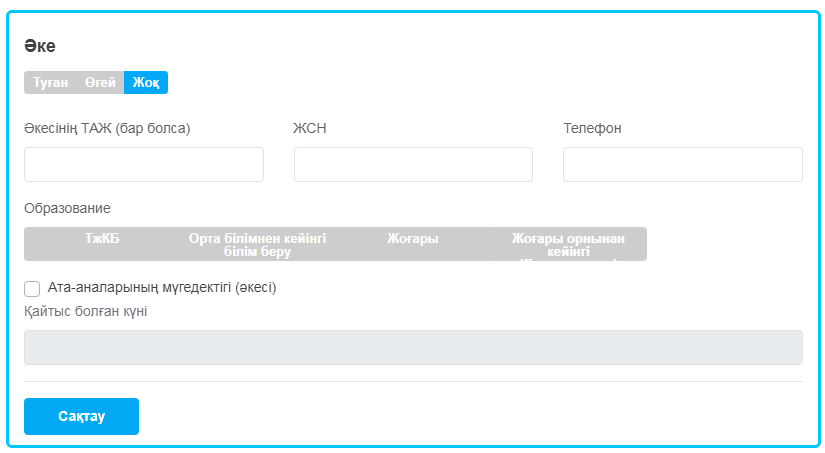 Әке
Туған Өгей Жоқ
Әкесінің ТАЖ (бар болса) ЖСН Телефон
Образование
ТжКБ Орта білімнен кейінгі Жоғары Жоғары орнынан
білім беру кейінгі
Ата-аналарының мүгедектігі (әкесі)
Қайтыс болған күні
Сақтау